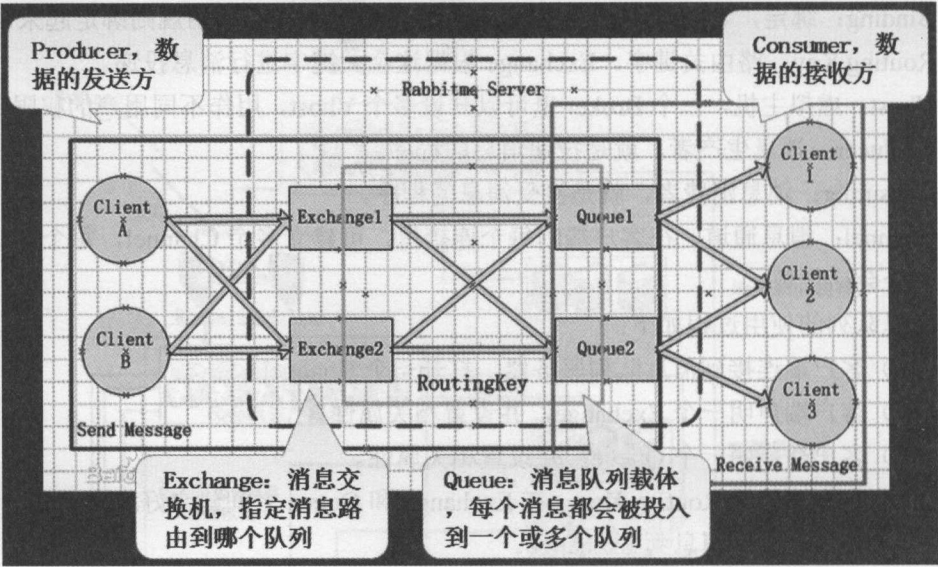 Producer，数
据的发送方
Consumer，数
据的接收方
Rabbitmq Server
Client
A
Client
B
Exchange1
Exchange2
RoutingKey
Queue1
Queue2
Client
1
Client
2
Client
3
Send Message
Receive Message
Exchange：消息交
换机，指定消息路
由到哪个队列
Queue：消息队列载体
，每个消息都会被投入
到一个或多个队列